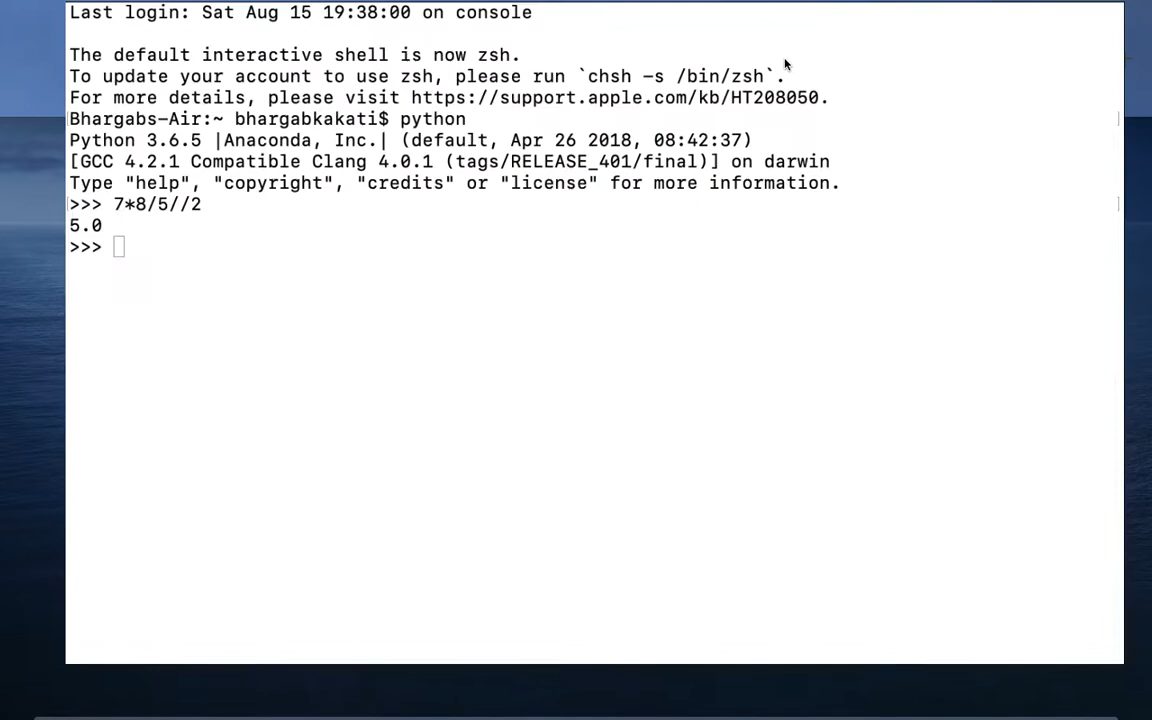 Last login: Sat Aug 15 19:38:00 on console
The default interactive shell is now zsh.
To update your account to use zsh, please run `chsh -s /bin/zsh`.
For more details, please visit https://support.apple.com/kb/HT208050.
Bhargabs-Air:~ bhargabkakati$ python
Python 3.6.5 |Anaconda, Inc.| (default, Apr 26 2018, 08:42:37)
[GCC 4.2.1 Compatible Clang 4.0.1 (tags/RELEASE_401/final)] on darwin
Type "help", "copyright", "credits" or "license" for more information.
>>> 7*8/5//2
5.0
>>>